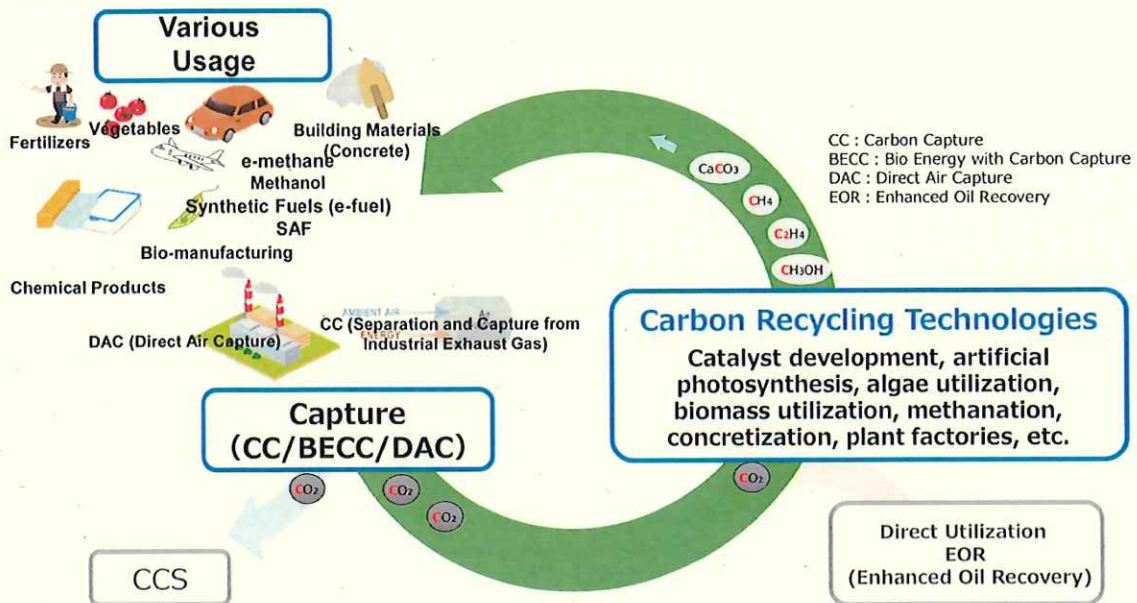 Various
Usage
Fertilizers
Vegetables
Building Materials
(Concrete)
e-methane
Methanol
Synthetic Fuels (e-fuel)
SAF
Bio-manufacturing
Chemical Products
DAC (Direct Air Capture)
AMBIENT AIR
Air
CC (Separation and Capture from
ENERGY
Industrial Exhaust Gas)
Capture
(CC/BECC/DAC)
CO2
CO2
CO2
CCS
CaCO3
CH4
C2H4
CH3OH
CC : Carbon Capture
BECC : Bio Energy with Carbon Capture
DAC : Direct Air Capture
EOR : Enhanced Oil Recovery
Carbon Recycling Technologies
Catalyst development, artificial
photosynthesis, algae utilization,
biomass utilization, methanation,
concretization, plant factories, etc.
CO2
Direct Utilization
EOR
(Enhanced Oil Recovery)